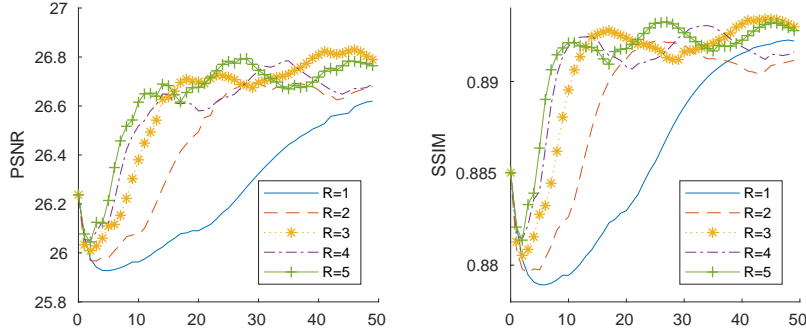 27
26.8
26.6
26.4
26.2
26
25.8
PSNR
0 10 20 30 40 50
R=1
R=2
R=3
R=4
R=5
0.89
0.885
0.88
SSIM
0 10 20 30 40 50
R=1
R=2
R=3
R=4
R=5